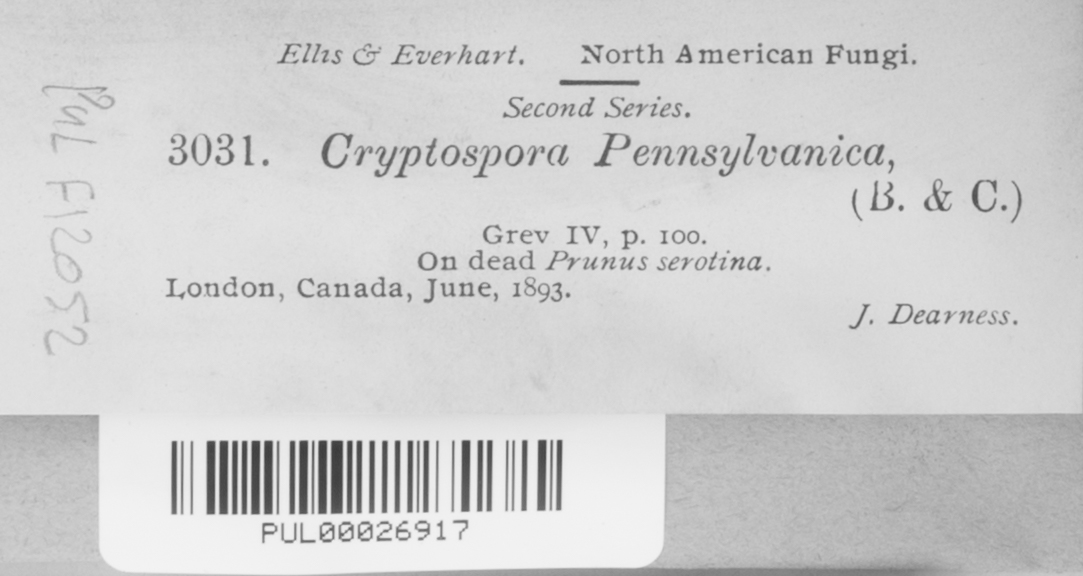 Ellis & Everhart. North American Fungi.
Second Series.
3031. Cryptospora Pennsylvanica,
(B. & C.)
Grev IV, p. 100.
On dead Prunus serotina.
London, Canada, June, 1893.
J. Dearness.
PUL F12052
PUL00026917